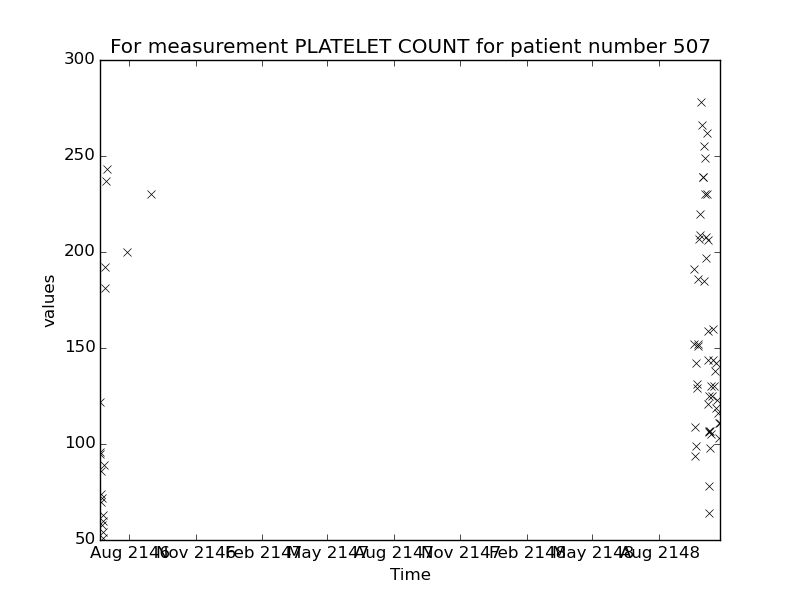 For measurement PLATELET COUNT for patient number 507
300
250
200
150
100
50
values
Aug 2146 Nov 2146 Feb 2147 May 2147 Aug 2147 Nov 2147 Feb 2148 May 2148 Aug 2148
Time